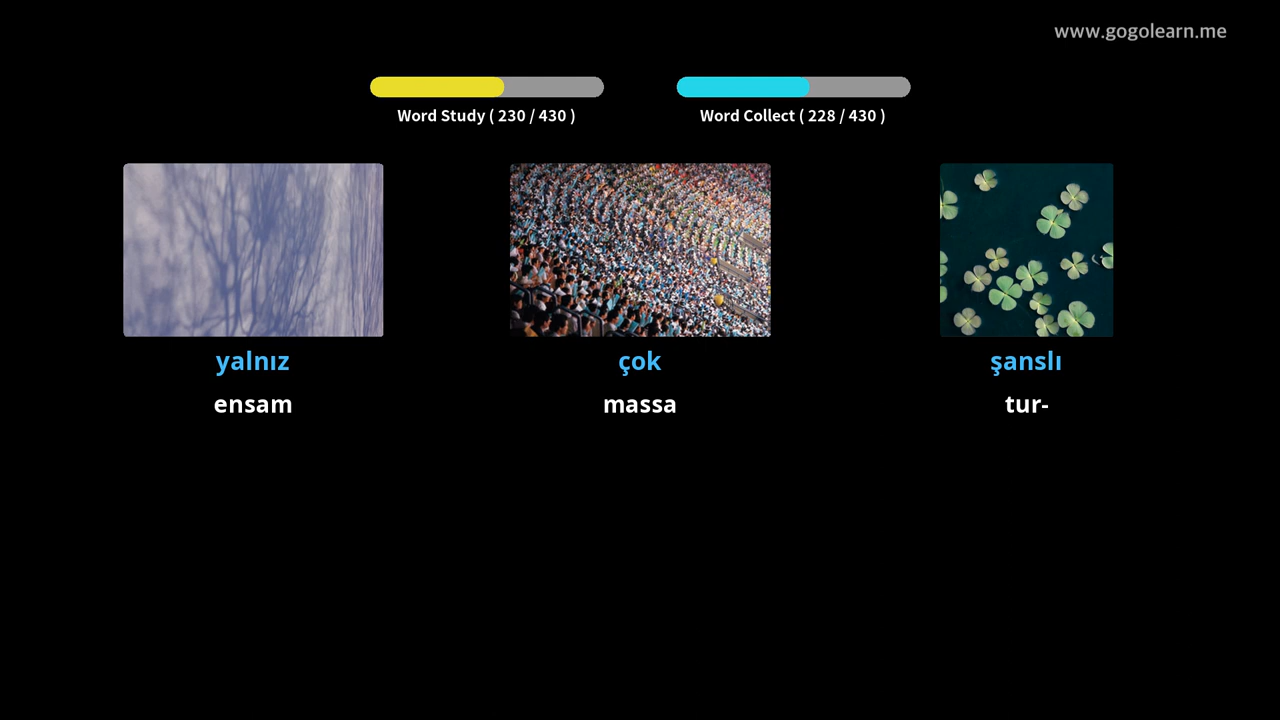 www.gogolearn.me
Word Study ( 230 / 430 )
Word Collect ( 228 / 430 )
yalnız
ensam
çok
massa
şanslı
tur-